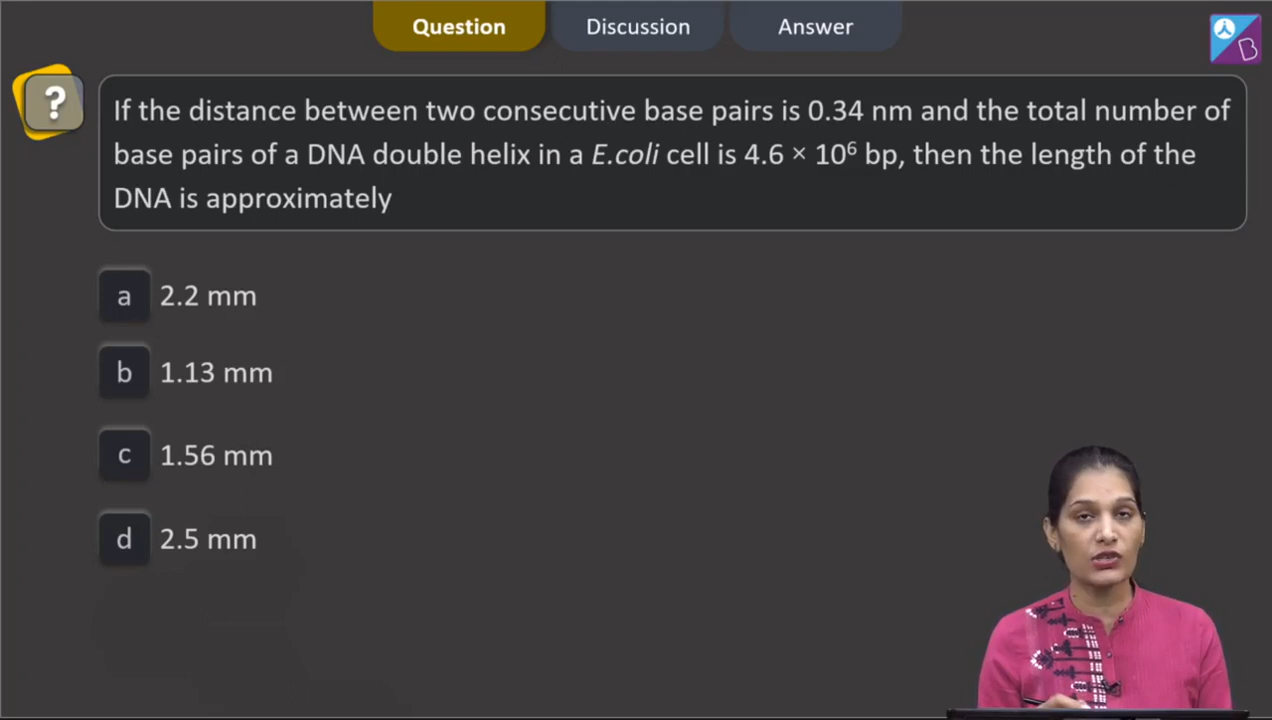 Question Discussion Answer
?
If the distance between two consecutive base pairs is 0.34 nm and the total number of
base pairs of a DNA double helix in a E.coli cell is 4.6 × 10⁶ bp, then the length of the
DNA is approximately
a 2.2 mm
b 1.13 mm
c 1.56 mm
d 2.5 mm